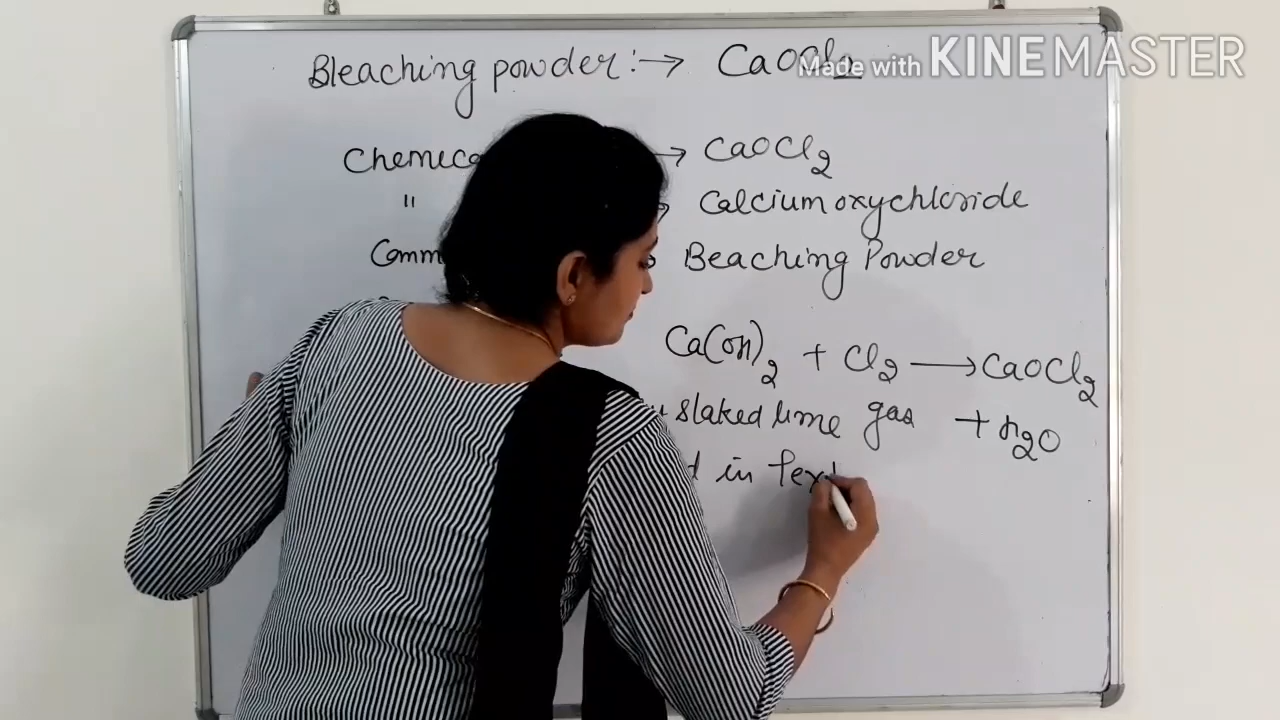 Bleaching powder :→ CaOCl2
Made with KINEMASTER
Chemica → CaOCl2
" Calcium oxychloride
Comm Beaching Powder
Ca(OH)2 + Cl2 → CaOCl2
slaked lime gas + H2O
d in Text